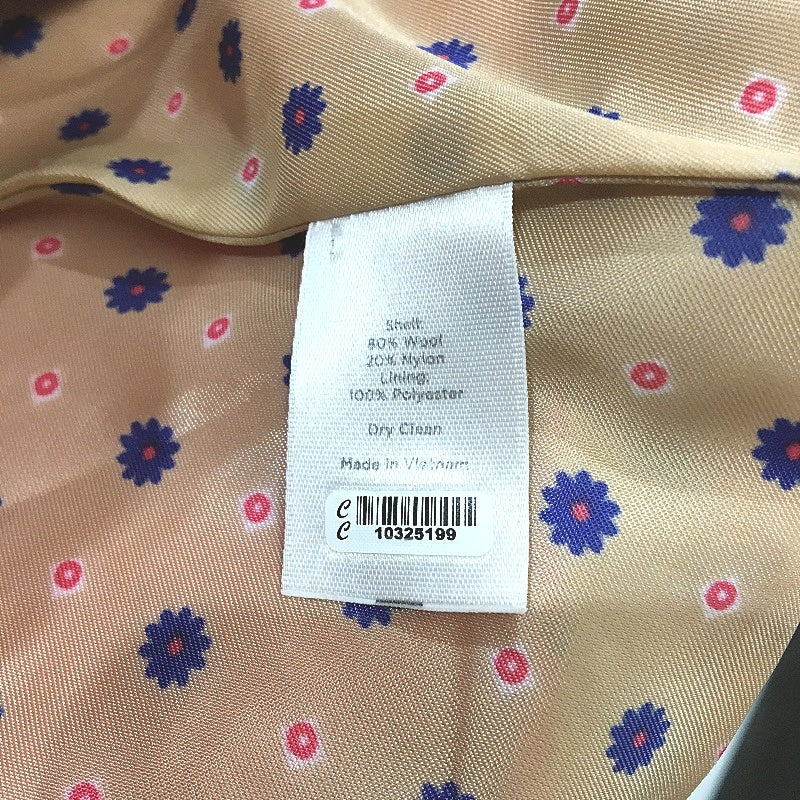 Shell:
80% Wool
20% Nylon
Lining:
100% Polyester
Dry Clean
Made in Vietnam
C
C 10325199